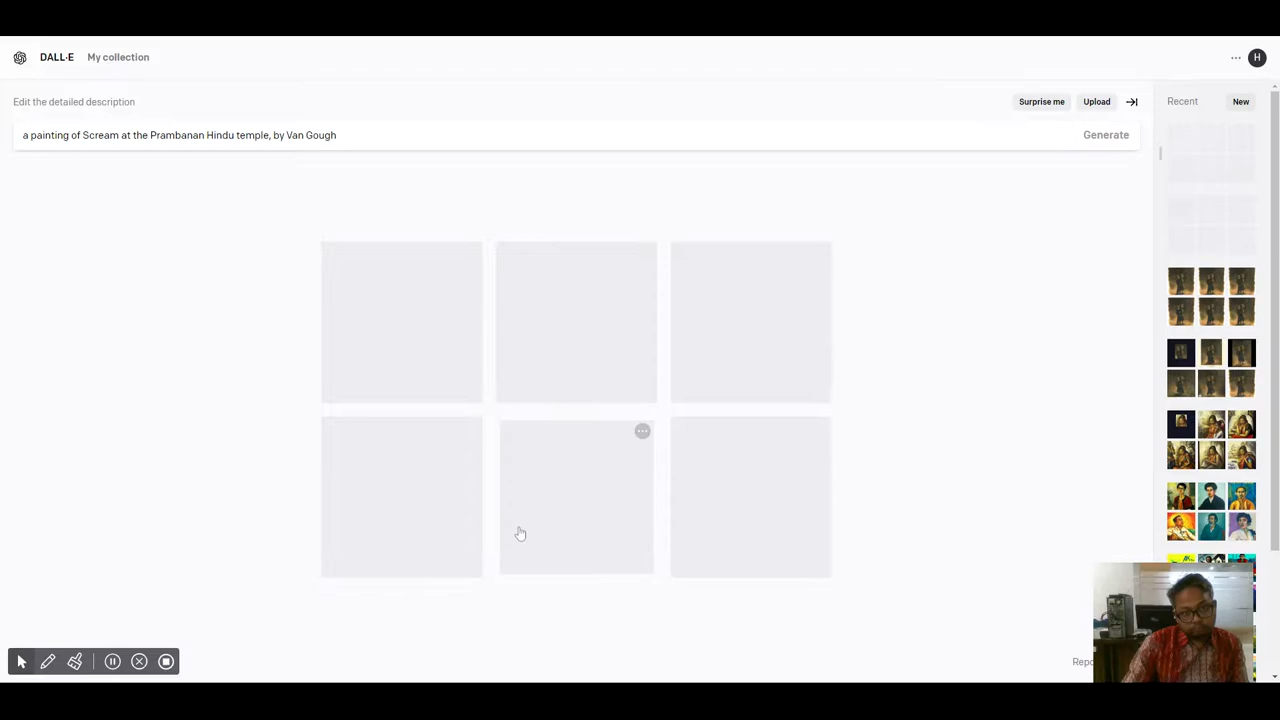 DALL·E My collection
H
Edit the detailed description
Surprise me
Upload
Recent
New
a painting of Scream at the Prambanan Hindu temple, by Van Gough
Generate